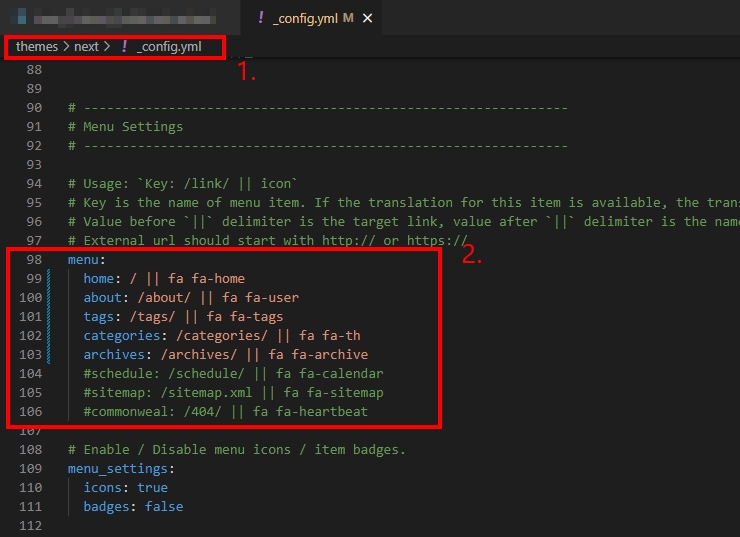 ! _config.yml M ×
themes > next > ! _config.yml
1.
88
89
90 # ---------------------------------------------------------------
91 # Menu Settings
92 # ---------------------------------------------------------------
93
94 # Usage: `Key: /link/ || icon`
95 # Key is the name of menu item. If the translation for this item is available, the
96 # Value before `||` delimiter is the target link, value after `||` delimiter is the
97 # External url should start with http:// or https://
2.
98 menu:
99 home: / || fa fa-home
100 about: /about/ || fa fa-user
101 tags: /tags/ || fa fa-tags
102 categories: /categories/ || fa fa-th
103 archives: /archives/ || fa fa-archive
104 #schedule: /schedule/ || fa fa-calendar
105 #sitemap: /sitemap.xml || fa fa-sitemap
106 #commonweal: /404/ || fa fa-heartbeat
107
108 # Enable / Disable menu icons / item badges.
109 menu_settings:
110 icons: true
111 badges: false
112